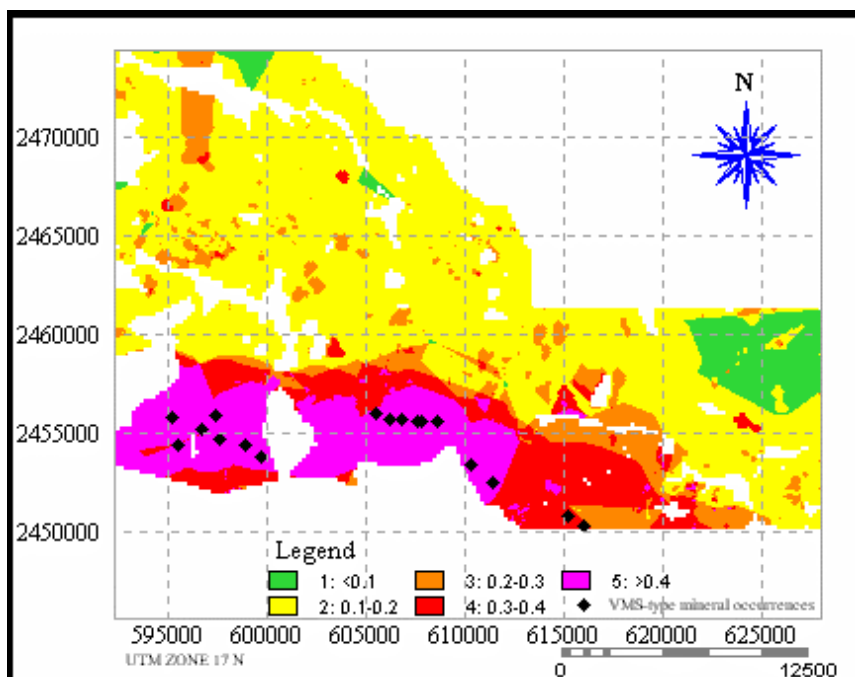 N
2470000
2465000
2460000
2455000
2450000
Legend
1: <0.1
3: 0.2-0.3
5: >0.4
2: 0.1-0.2
4: 0.3-0.4
VMS-type mineral occurrences
595000 600000 605000 610000 615000 620000 625000
UTM ZONE 17 N
0 12500